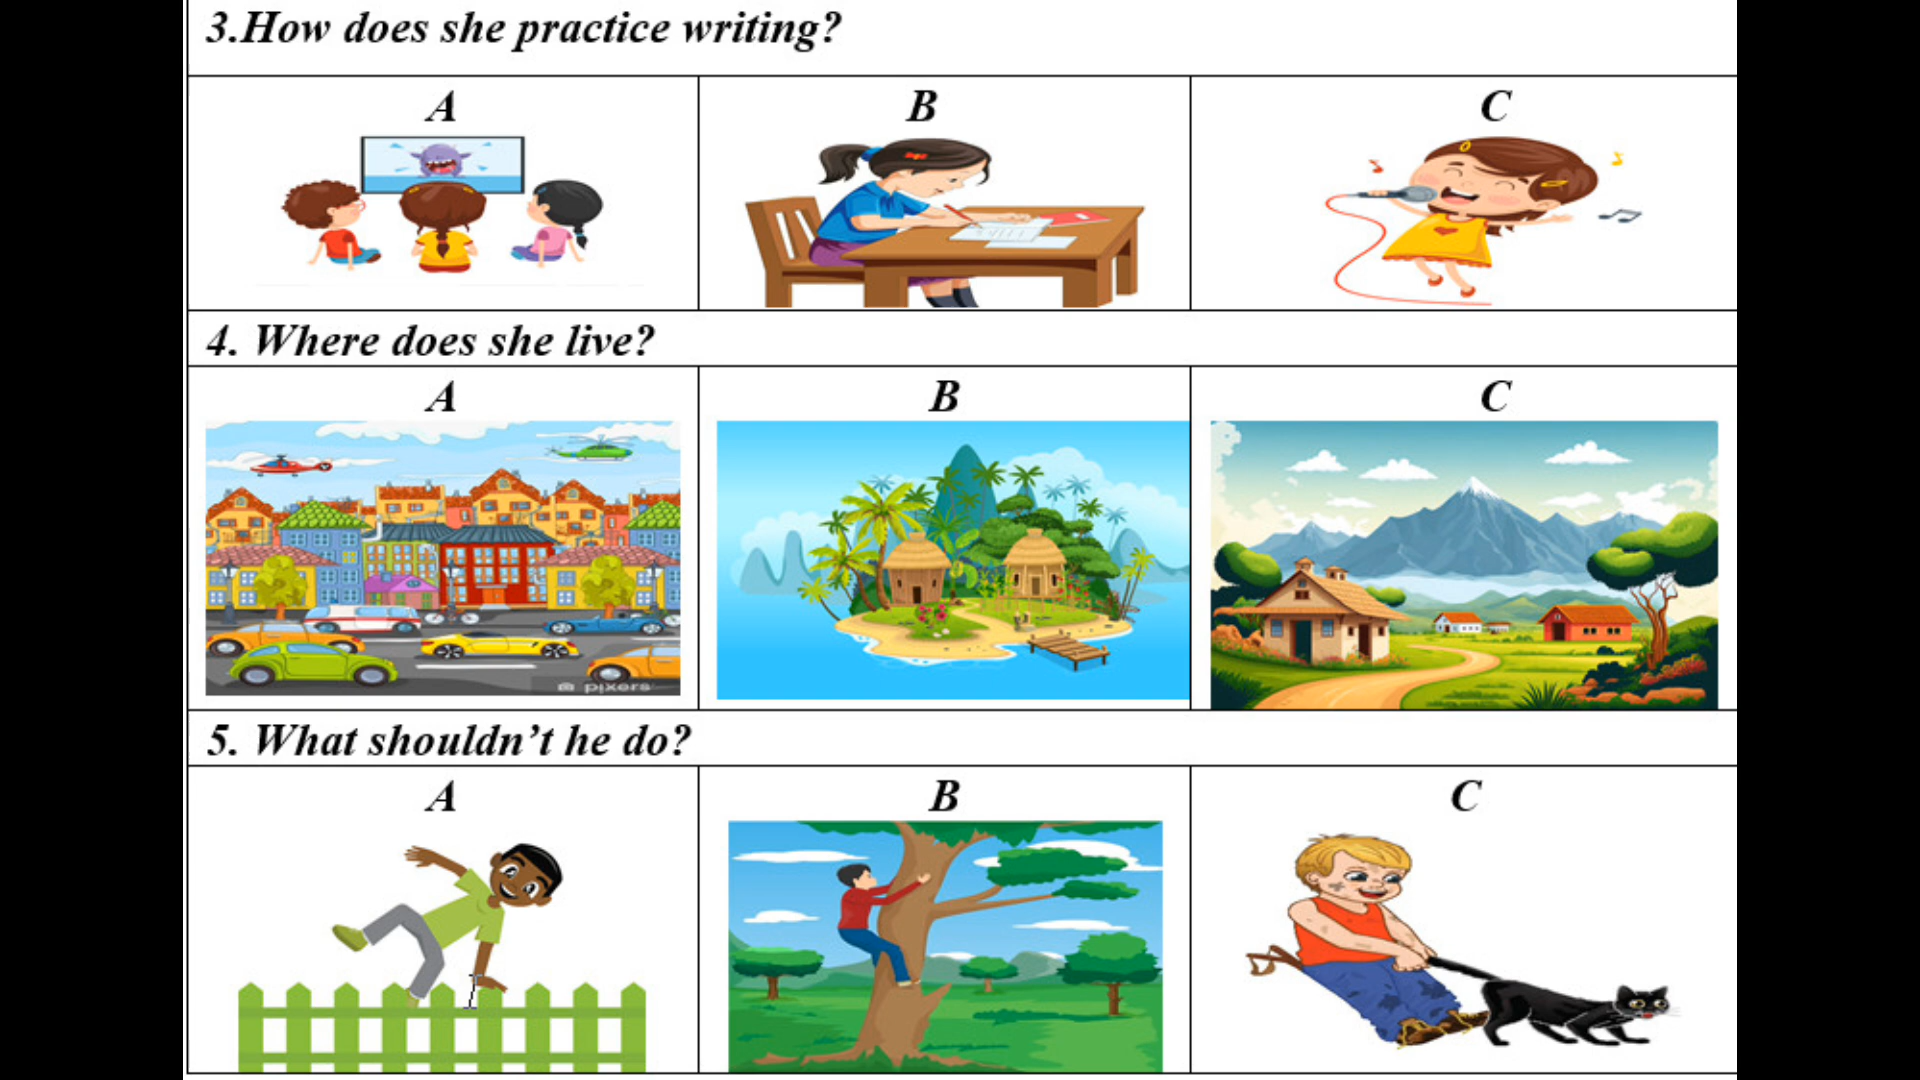 3.How does she practice writing?
A
B
C
4. Where does she live?
A
B
C
pixers
5. What shouldn’t he do?
A
B
C